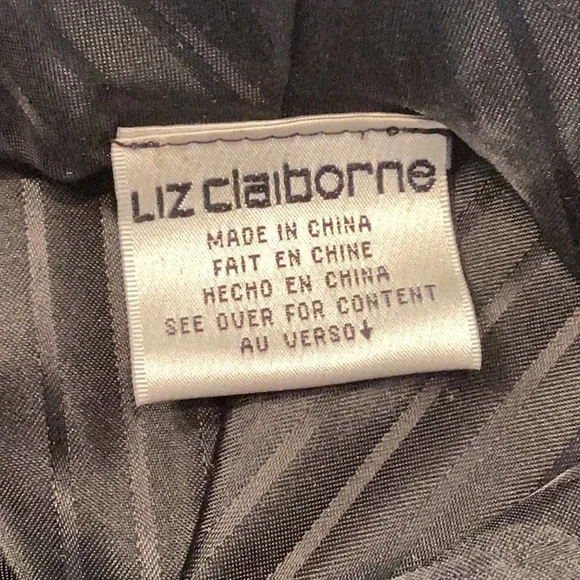 Liz claiborne
MADE IN CHINA
FAIT EN CHINE
HECHO EN CHINA
SEE OVER FOR CONTENT
AU VERSO↓